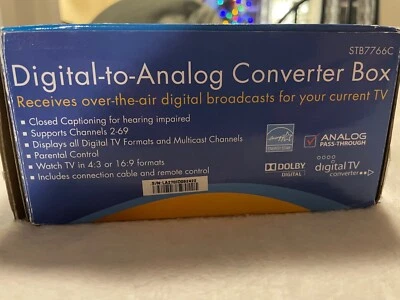 STB7766C
Digital-to-Analog Converter Box
Receives over-the-air digital broadcasts for your current TV
• Closed Captioning for hearing impaired
• Supports Channels 2-69
• Displays all Digital TV Formats and Multicast Channels
• Parental Control
• Watch TV in 4:3 or 16:9 formats
• Includes connection cable and remote control
ANALOG
PASS-THROUGH
DOLBY
DIGITAL
digital TV
converter